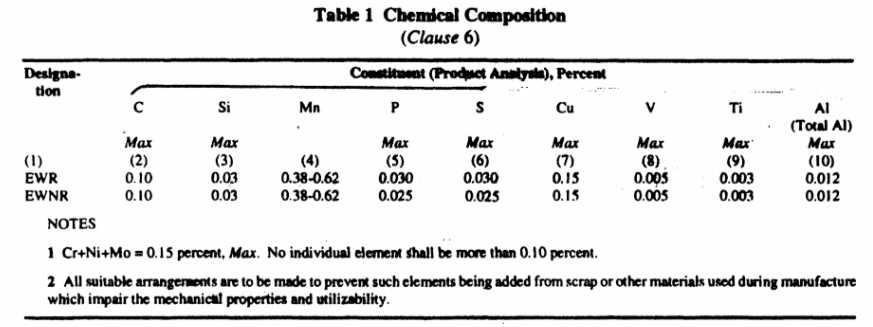 Table 1 Chemical Composition
(Clause 6)
Designa-
tion
Constituent (Product Analysis), Percent
C Si Mn P S Cu V Ti Al
(Total Al)
Max Max Max Max Max Max Max Max
(1) (2) (3) (4) (5) (6) (7) (8) (9) (10)
EWR 0.10 0.03 0.38-0.62 0.030 0.030 0.15 0.005 0.003 0.012
EWNR 0.10 0.03 0.38-0.62 0.025 0.025 0.15 0.005 0.003 0.012
NOTES
1 Cr+Ni+Mo = 0.15 percent, Max. No individual element shall be more than 0.10 percent.
2 All suitable arrangements are to be made to prevent such elements being added from scrap or other materials used during manufacture
which impair the mechanical properties and utilizability.